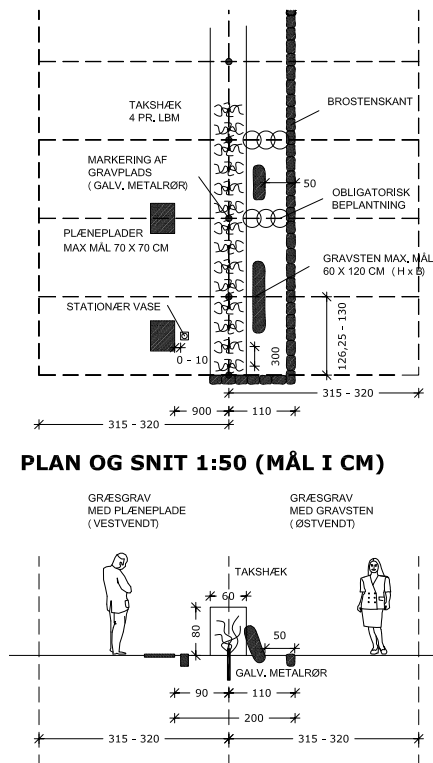 TAKSHÆK
4 PR. LBM
BROSTENSKANT
MARKERING AF
GRAVPLADS
(GALV. METALRØR)
50
OBLIGATORISK
BEPLANTNING
PLÆNEPLADER
MAX MÅL 70 X 70 CM
GRAVSTEN MAX. MÅL
60 X 120 CM (H x B)
STATIONÆR VASE
0 - 10
300
126,25 - 130
315 - 320
900
110
315 - 320
PLAN OG SNIT 1:50 (MÅL I CM)
GRÆSGRAV
MED PLÆNEPLADE
(VESTVENDT)
GRÆSGRAV
MED GRAVSTEN
(ØSTVENDT)
TAKSHÆK
60
80
50
GALV. METALRØR
90
110
200
315 - 320
315 - 320